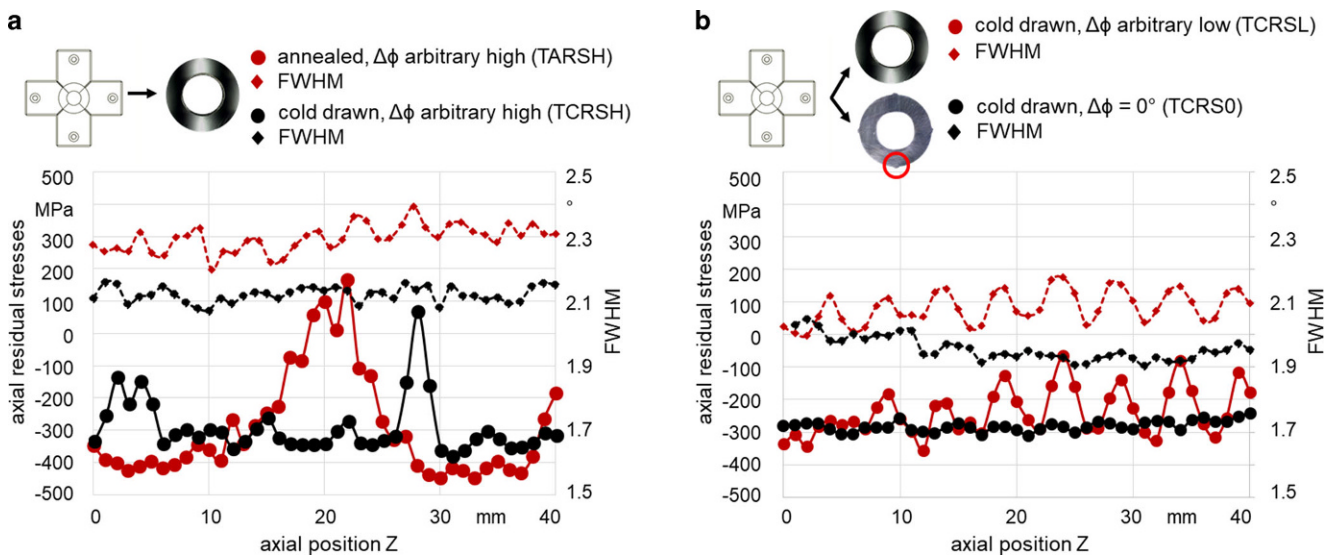 a
annealed, Δϕ arbitrary high (TARSH)
FWHM
cold drawn, Δϕ arbitrary high (TCRSH)
FWHM
500
MPa
300
200
100
0
-100
-200
-300
-400
-500
axial residual stresses
2.5
°
2.3
2.1
1.9
1.7
1.5
FWHM
0
10
20
30
mm
40
axial position Z
b
cold drawn, Δϕ arbitrary low (TCRSL)
FWHM
cold drawn, Δϕ = 0° (TCRS0)
FWHM
500
MPa
300
200
100
0
-100
-200
-300
-400
-500
axial residual stresses
2.5
°
2.3
2.1
1.9
1.7
1.5
FWHM
0
10
20
30
mm
40
axial position Z